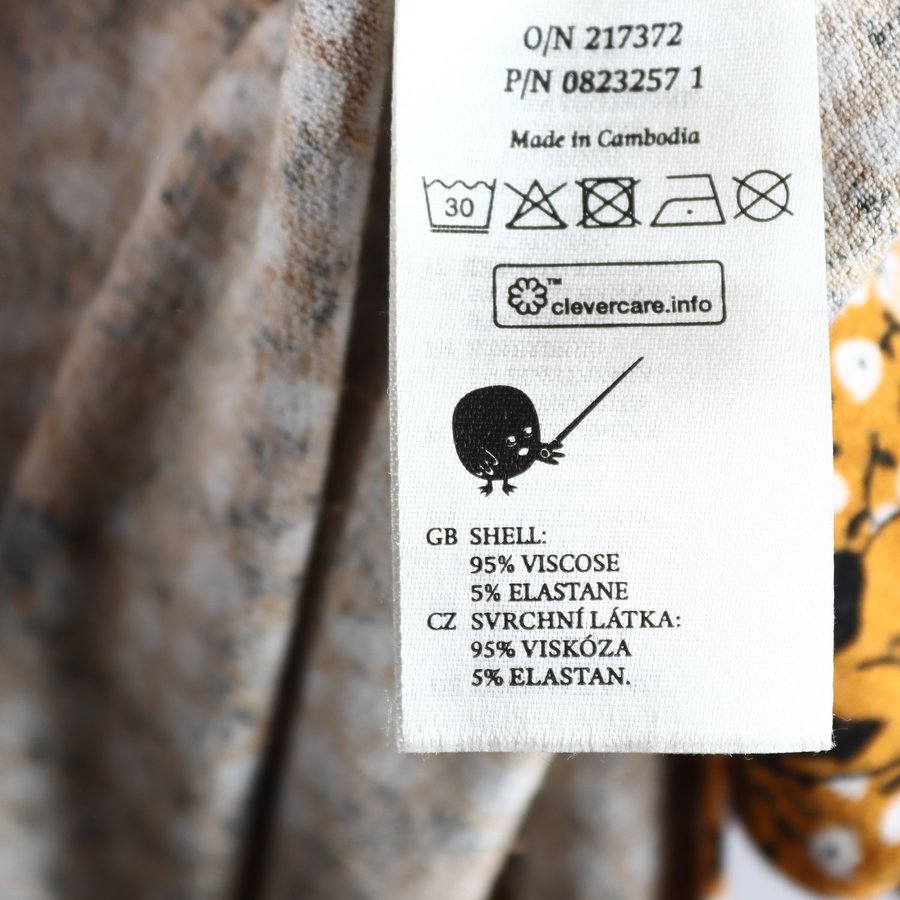 O/N 217372
P/N 0823257 1
Made in Cambodia
30
™
clevercare.info
GB SHELL:
95% VISCOSE
5% ELASTANE
CZ SVRCHNÍ LÁTKA:
95% VISKÓZA
5% ELASTAN.